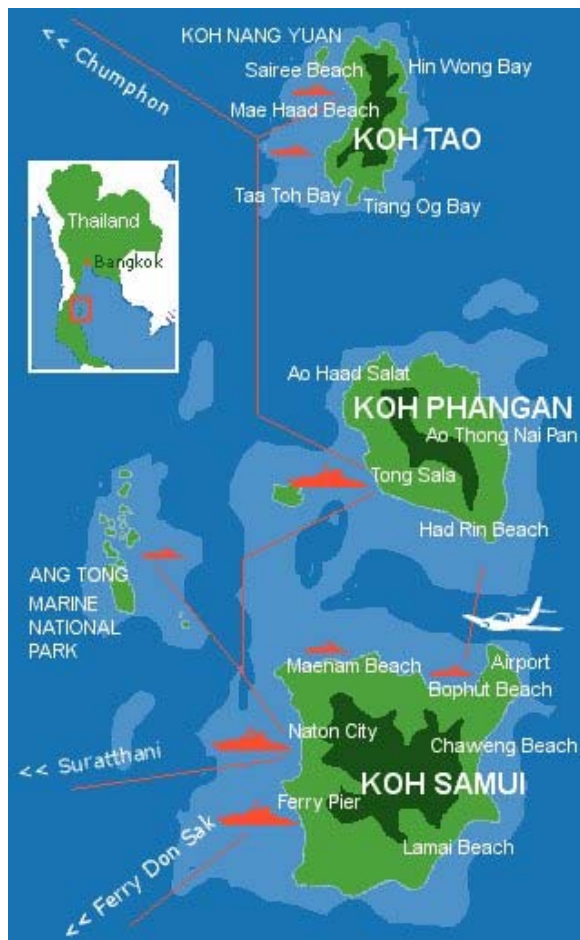 << Chumphon
KOH NANG YUAN
Sairee Beach
Hin Wong Bay
Mae Haad Beach
KOH TAO
Taa Toh Bay
Tiang Og Bay
Thailand
Bangkok
Ao Haad Salat
KOH PHANGAN
Ao Thong Nai Pan
Tong Sala
Had Rin Beach
ANG TONG
MARINE
NATIONAL
PARK
Maenam Beach
Airport
Bophut Beach
Naton City
Chaweng Beach
<< Suratthani
KOH SAMUI
Ferry Pier
Lamai Beach
<< Ferry Don Sak